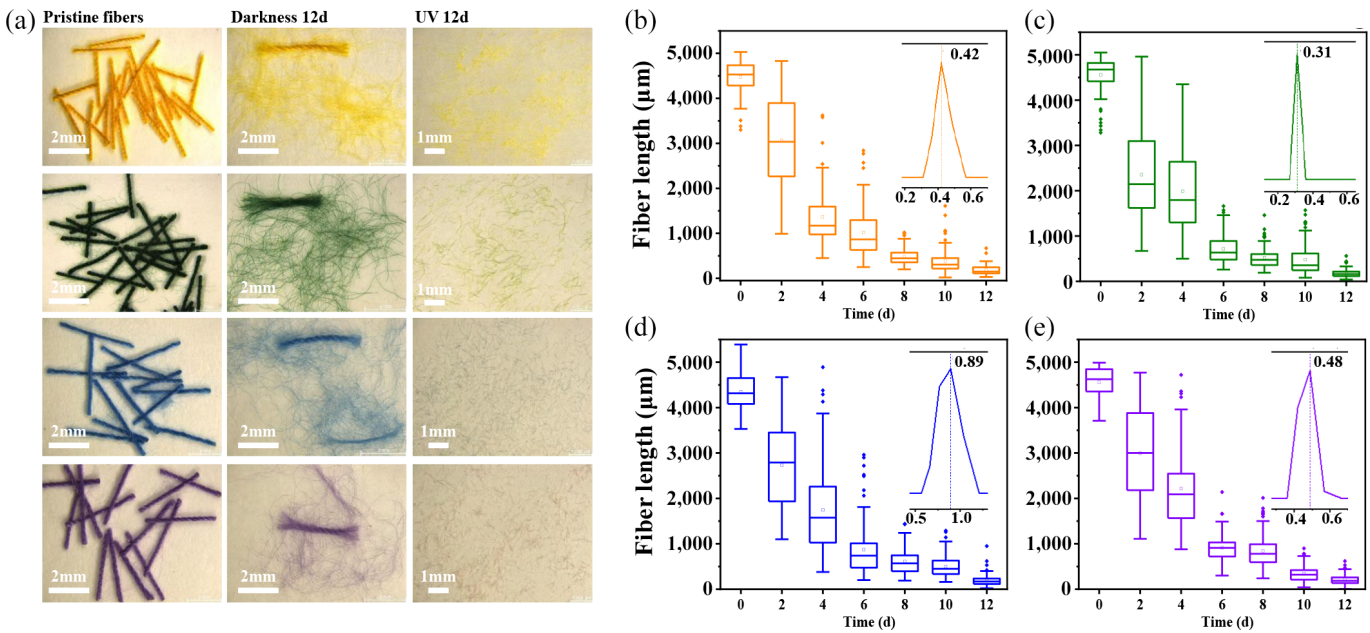 (a)
Pristine fibers
Darkness 12d
UV 12d
2mm
2mm
1mm
2mm
2mm
1mm
2mm
2mm
1mm
2mm
2mm
1mm
(b)
Fiber length (µm)
5,000
4,000
3,000
2,000
1,000
0
0 2 4 6 8 10 12
Time (d)
0.42
0.2 0.4 0.6
(c)
5,000
4,000
3,000
2,000
1,000
0
0 2 4 6 8 10 12
Time (d)
0.31
0.2 0.4 0.6
(d)
Fiber length (µm)
5,000
4,000
3,000
2,000
1,000
0
0 2 4 6 8 10 12
Time (d)
0.89
0.5 1.0
(e)
5,000
4,000
3,000
2,000
1,000
0
0 2 4 6 8 10 12
Time (d)
0.48
0.4 0.6